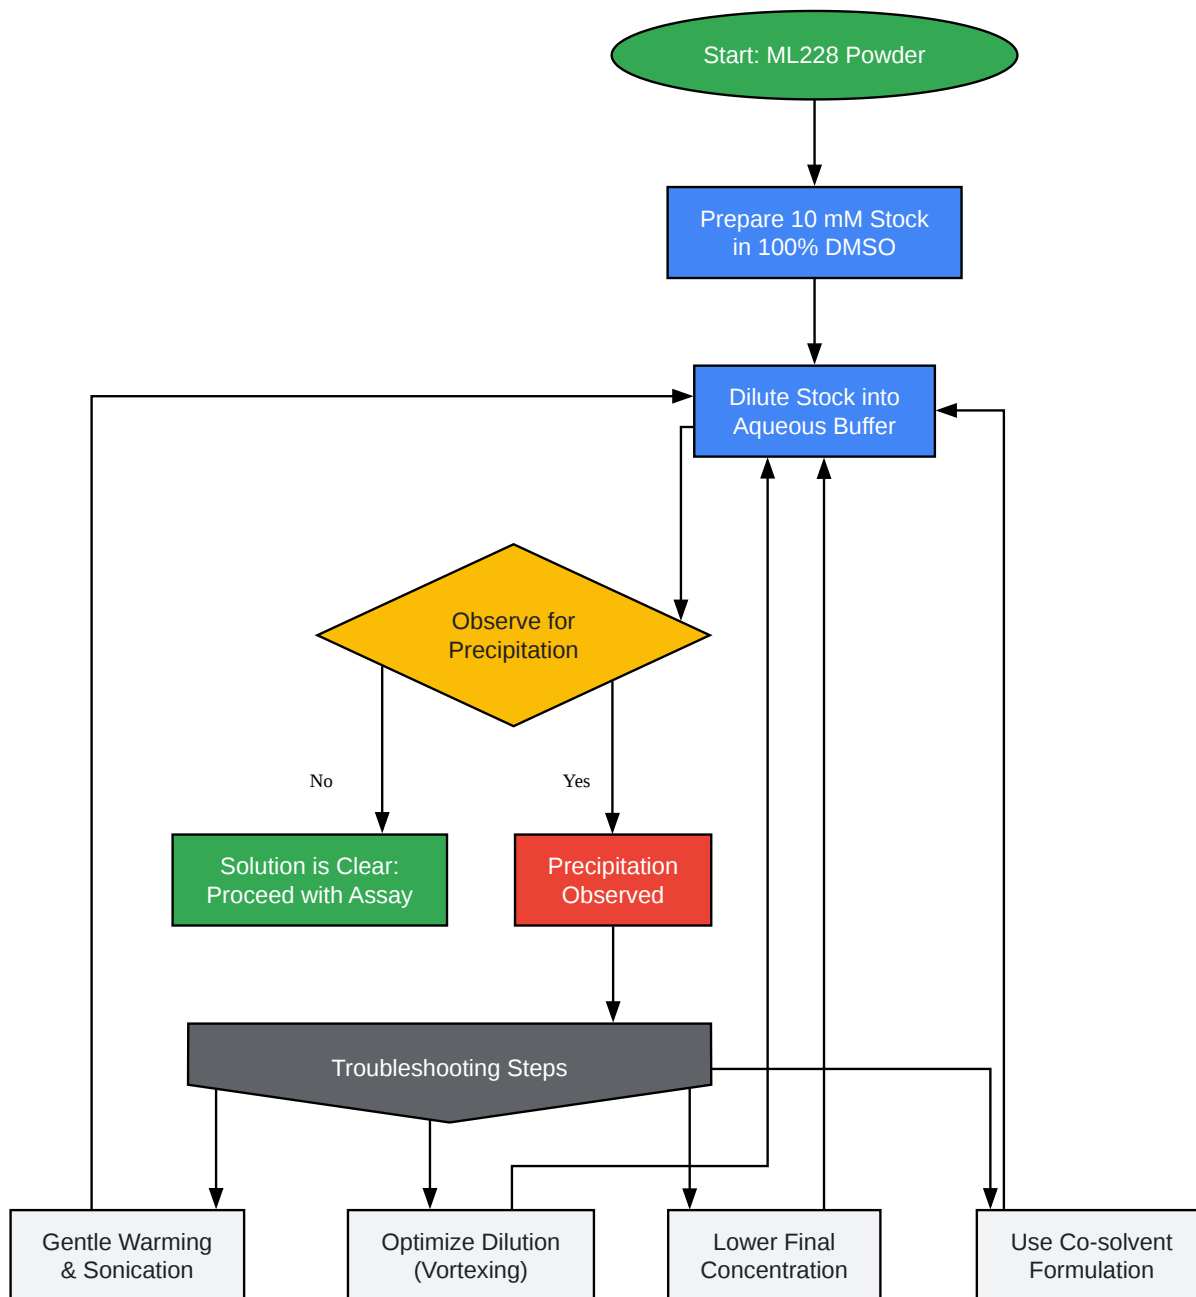 Start: ML228 Powder
Prepare 10 mM Stock
in 100% DMSO
Dilute Stock into
Aqueous Buffer
Observe for
Precipitation
No
Yes
Solution is Clear:
Proceed with Assay
Precipitation
Observed
Troubleshooting Steps
Gentle Warming
& Sonication
Optimize Dilution
(Vortexing)
Lower Final
Concentration
Use Co-solvent
Formulation